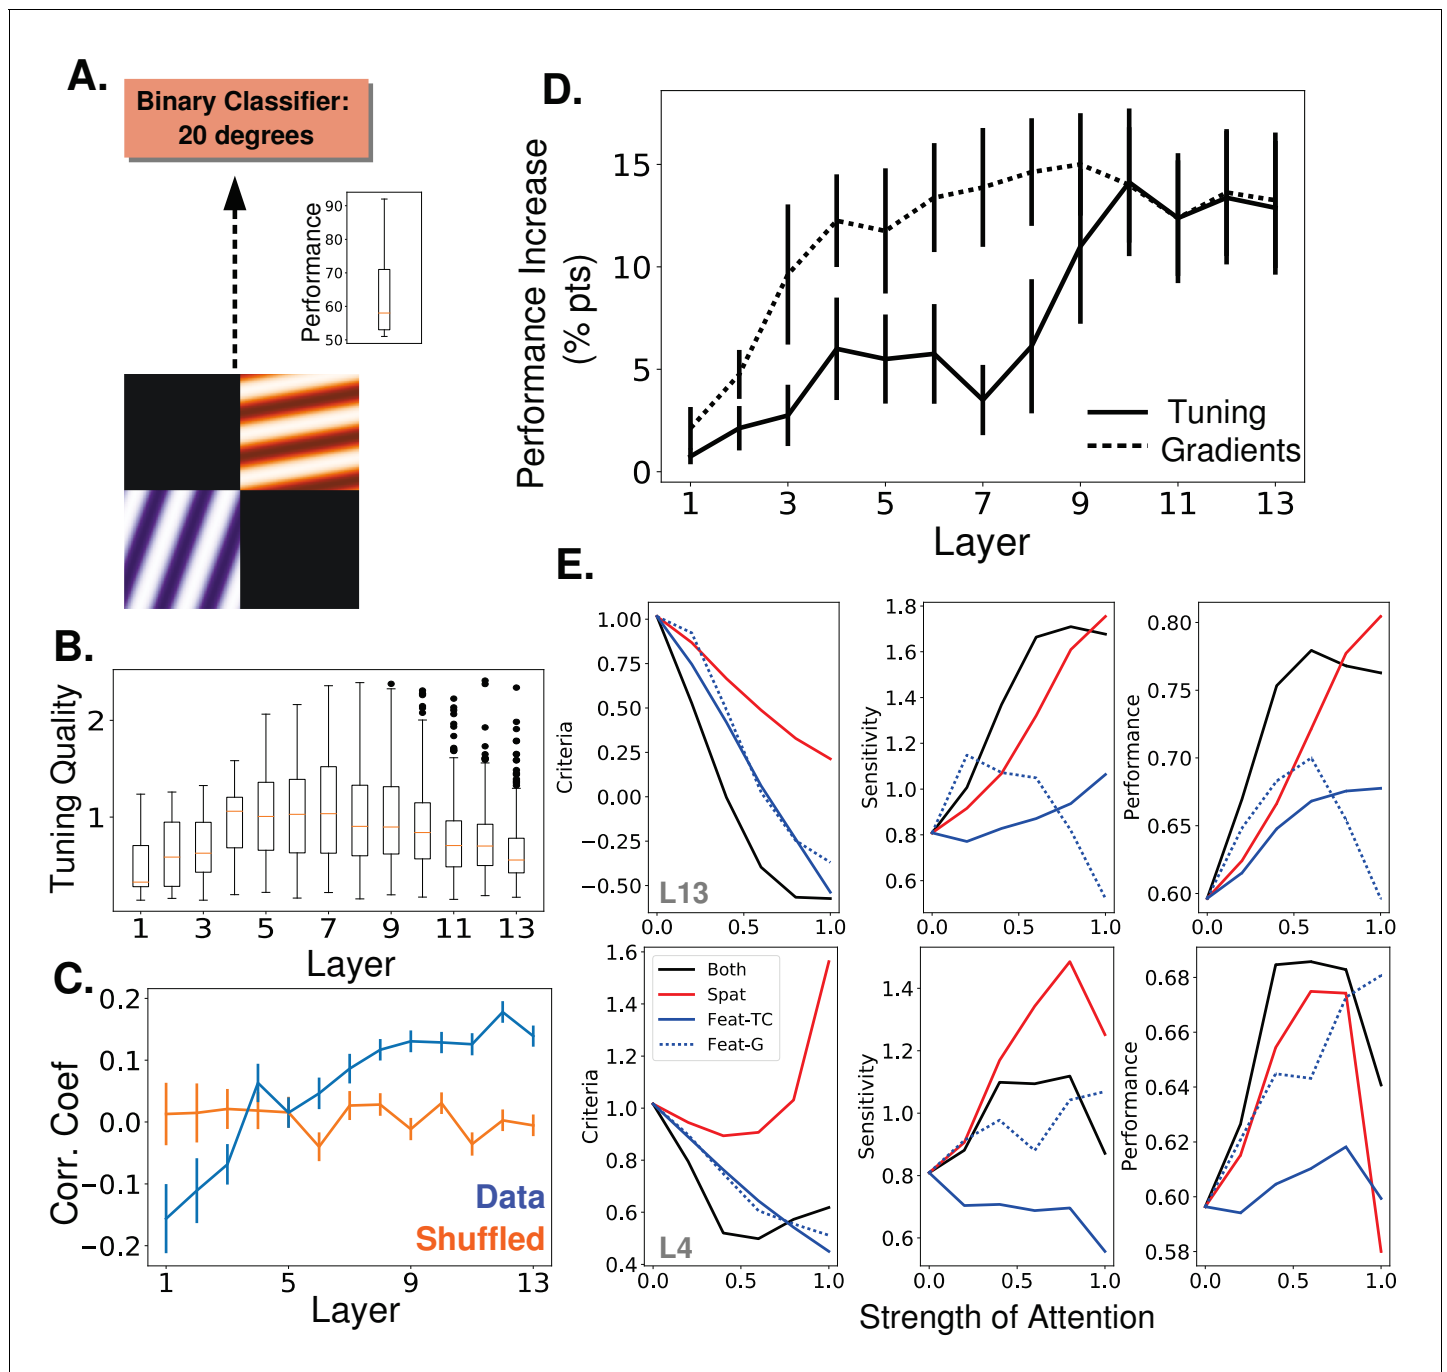 A.
Binary Classifier:
20 degrees
Performance
90
80
70
60
50
B.
Tuning Quality
2
1
1 3 5 7 9 11 13
Layer
C.
Corr. Coef
0.2
0.1
0.0
−0.1
−0.2
Data
Shuffled
1 5 9 13
Layer
D.
Performance Increase
(% pts)
15
10
5
0
Tuning
Gradients
1 3 5 7 9 11 13
Layer
E.
Criteria
1.00
0.75
0.50
0.25
0.00
−0.25
−0.50
L13
0.0 0.5 1.0
Sensitivity
1.8
1.6
1.4
1.2
1.0
0.8
0.6
0.0 0.5 1.0
Performance
0.80
0.75
0.70
0.65
0.60
0.0 0.5 1.0
Criteria
1.6
1.4
1.2
1.0
0.8
0.6
0.4
Both
Spat
Feat-TC
Feat-G
L4
0.0 0.5 1.0
Sensitivity
1.4
1.2
1.0
0.8
0.6
0.0 0.5 1.0
Performance
0.68
0.66
0.64
0.62
0.60
0.58
0.0 0.5 1.0
Strength of Attention